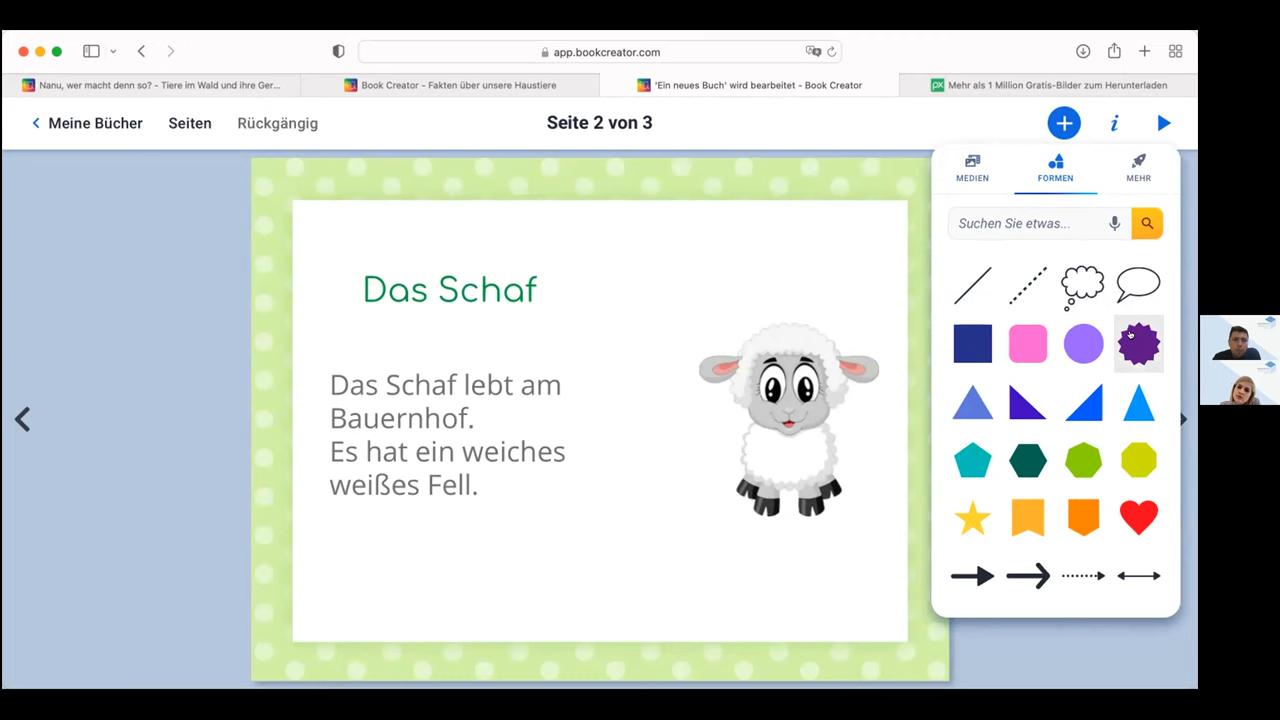 app.bookcreator.com
Nanu, wer macht denn so? - Tiere im Wald und ihre Ger...
Book Creator - Fakten über unsere Haustiere
'Ein neues Buch' wird bearbeitet - Book Creator
Mehr als 1 Million Gratis-Bilder zum Herunterladen
Meine Bücher
Seiten
Rückgängig
Seite 2 von 3
MEDIEN
FORMEN
MEHR
Suchen Sie etwas...
Das Schaf
Das Schaf lebt am
Bauernhof.
Es hat ein weiches
weißes Fell.